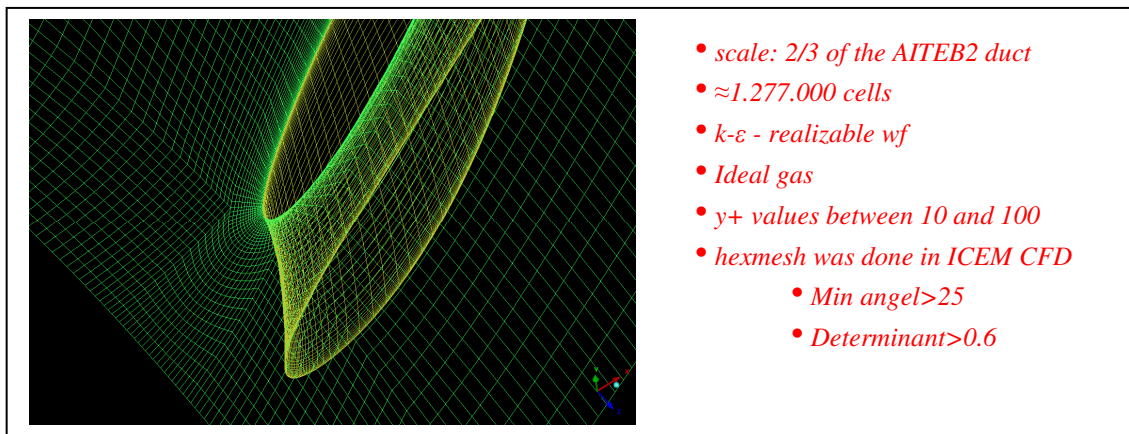 • scale: 2/3 of the AITEB2 duct
• ≈1.277.000 cells
• k-ε - realizable wf
• Ideal gas
• y+ values between 10 and 100
• hexmesh was done in ICEM CFD
• Min angel>25
• Determinant>0.6